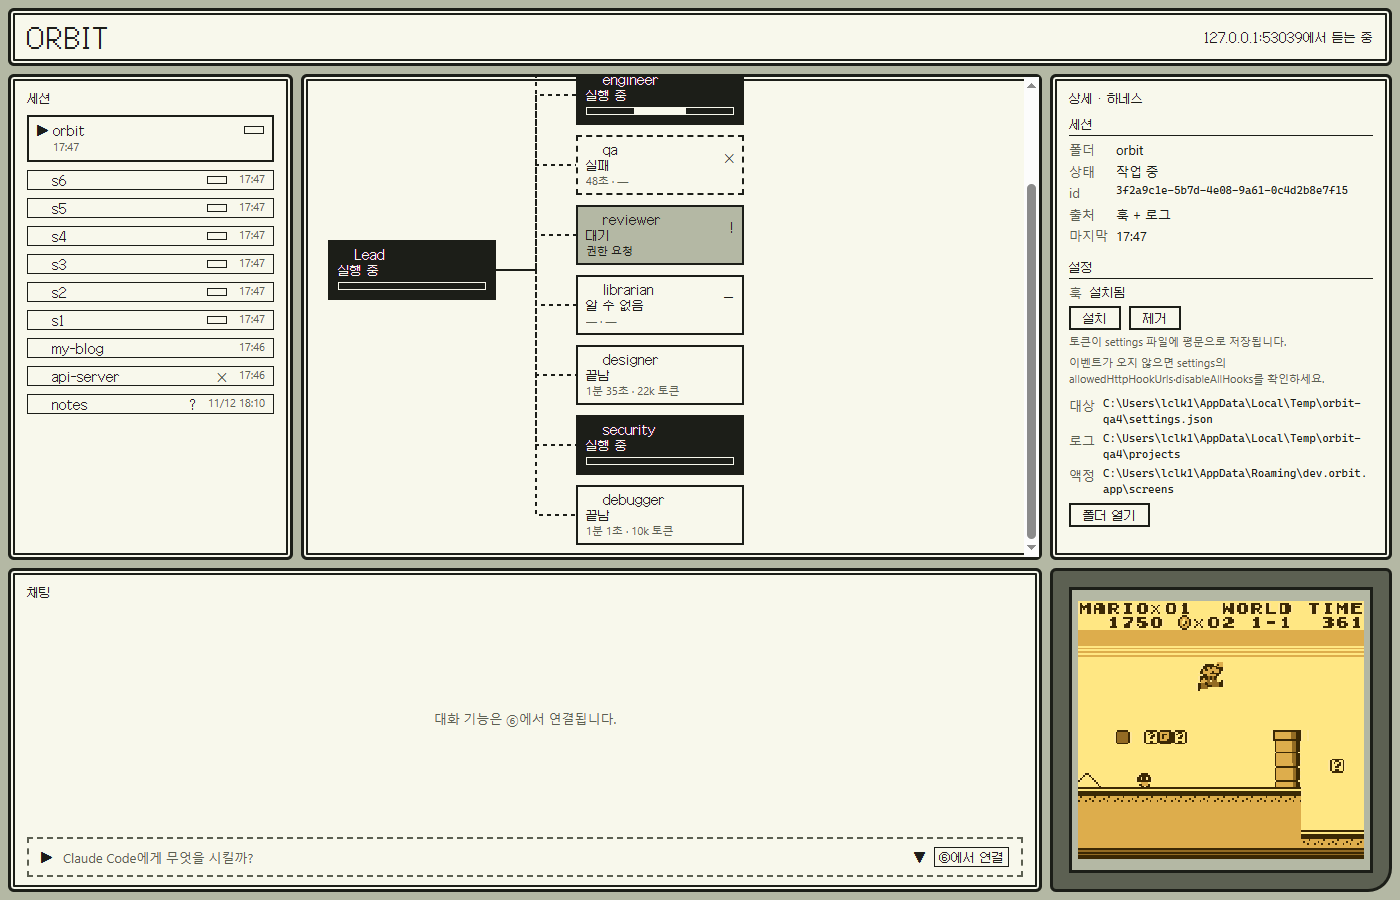 ORBIT
127.0.0.1:53039에서 듣는 중
세션
▶ orbit
17:47
s6 17:47
s5 17:47
s4 17:47
s3 17:47
s2 17:47
s1 17:47
my-blog 17:46
api-server × 17:46
notes ? 11/12 18:10
Lead
실행 중
engineer
실행 중
qa ×
실패
48초 · —
reviewer !
대기
권한 요청
librarian —
알 수 없음
— · —
designer
끝남
1분 35초 · 22k 토큰
security
실행 중
debugger
끝남
1분 1초 · 10k 토큰
상세 · 하네스
세션
폴더 orbit
상태 작업 중
id 3f2a9c1e-5b7d-4e08-9a61-0c4d2b8e7f15
출처 훅 + 로그
마지막 17:47
설정
훅 설치됨
설치 제거
토큰이 settings 파일에 평문으로 저장됩니다.
이벤트가 오지 않으면 settings의
allowedHttpHookUrls·disableAllHooks를 확인하세요.
대상 C:\Users\lclk1\AppData\Local\Temp\orbit-
qa4\settings.json
로그 C:\Users\lclk1\AppData\Local\Temp\orbit-
qa4\projects
액정 C:\Users\lclk1\AppData\Roaming\dev.orbit.
app\screens
폴더 열기
채팅
대화 기능은 ⑥에서 연결됩니다.
▶ Claude Code에게 무엇을 시킬까? ▼ ⑥에서 연결
MARIO×01 WORLD TIME
1750 ×02 1-1 361
? ? ?